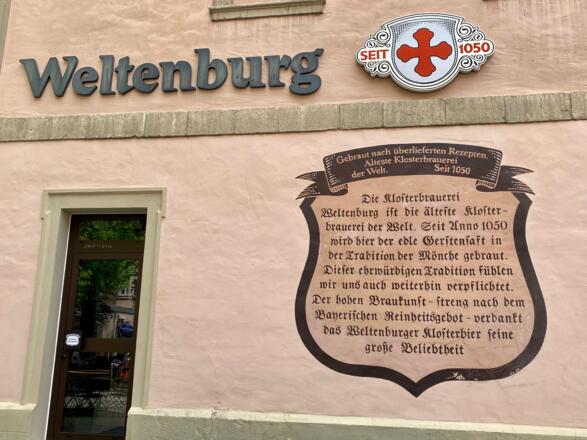 Weltenburg
SEIT 1050
Gebraut nach überlieferten Rezepten.
Älteste Klosterbrauerei
der Welt. Seit 1050
Die Klosterbrauerei
Weltenburg ist die älteste Kloster-
brauerei der Welt. Seit Anno 1050
wird hier der edle Gerstensaft in
der Tradition der Mönche gebraut.
Dieser ehrwürdigen Tradition fühlen
wir uns auch weiterhin verpflichtet.
Der hohen Braukunst - streng nach dem
Bayerischen Reinheitsgebot - verdankt
das Weltenburger Klosterbier seine
große Beliebtheit